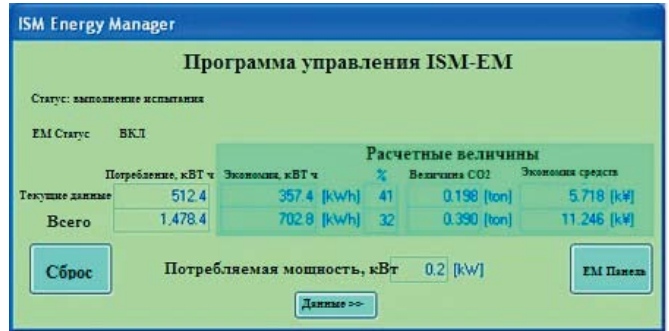 ISM Energy Manager
Программа управления ISM-EM
Статус: выполнение испытания
EM Статус ВКЛ
Расчетные величины
Потребление, кВТ ч Экономия, кВТ ч % Величина CO2 Экономия средств
Текущие данные 512.4 357.4 [kWh] 41 0.198 [ton] 5.718 [k¥]
Всего 1,478.4 702.8 [kWh] 32 0.390 [ton] 11.246 [k¥]
Сброс Потребляемая мощность, кВт 0.2 [kW] EM Панель
Данные >>